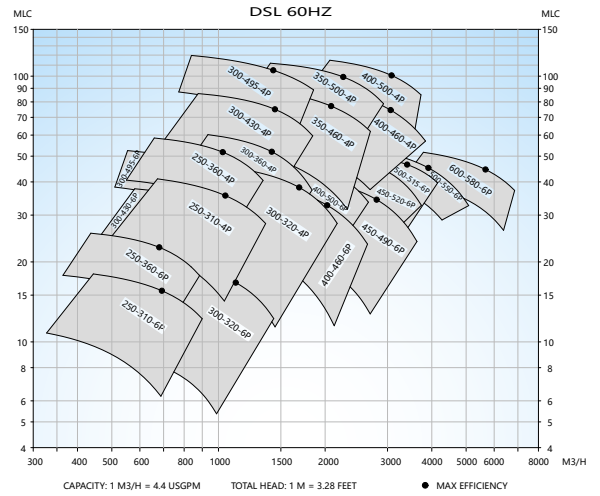 DSL 60HZ
MLC MLC
150 150
100 100
90 90
80 80
70 70
60 60
50 50
40 40
30 30
20 20
15 15
10 10
8 8
6 6
5 5
4 4
300-495-4P
350-500-4P
400-500-4P
300-430-4P
350-460-4P
400-460-4P
250-360-4P
300-360-4P
300-495-6P
400-500-6P
500-515-6P
500-550-6P
600-580-6P
450-520-6P
300-430-6P
250-310-4P
300-320-4P
450-490-6P
400-460-6P
250-360-6P
250-310-6P
300-320-6P
300 400 500 600 800 1000 1500 2000 3000 4000 5000 6000 8000 M3/H
CAPACITY: 1 M3/H = 4.4 USGPM TOTAL HEAD: 1 M = 3.28 FEET MAX EFFICIENCY